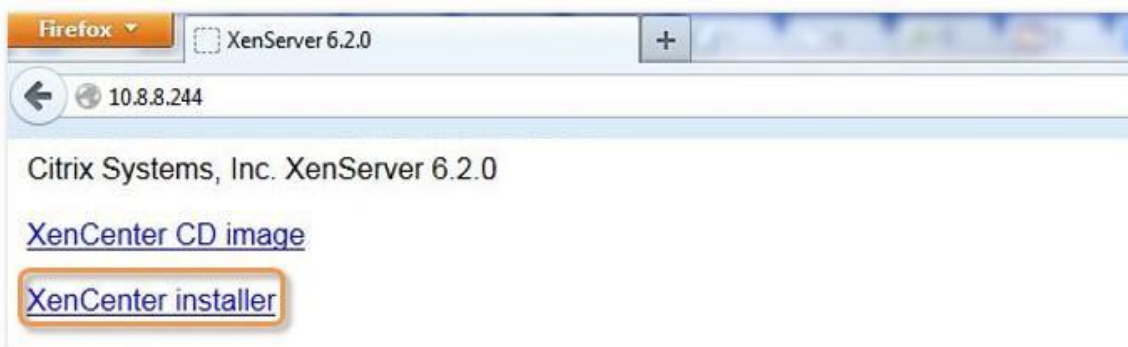 Firefox
XenServer 6.2.0
+
10.8.8.244
Citrix Systems, Inc. XenServer 6.2.0
XenCenter CD image
XenCenter installer